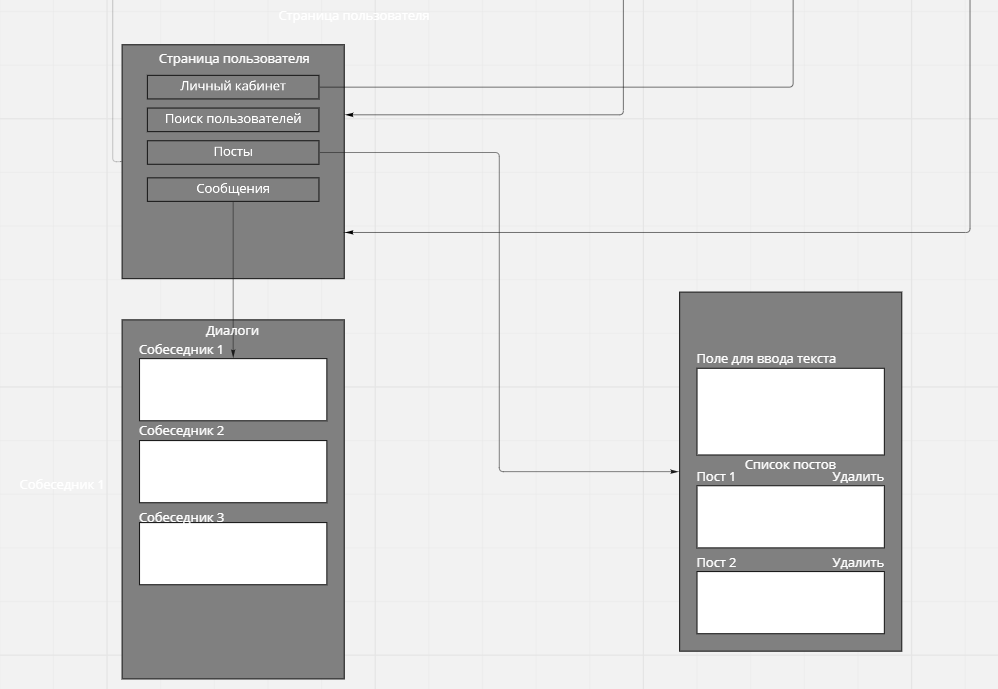 Страница пользователя
Страница пользователя
Личный кабинет
Поиск пользователей
Посты
Сообщения
Диалоги
Собеседник 1
Собеседник 2
Собеседник 1
Собеседник 3
Поле для ввода текста
Список постов
Пост 1 Удалить
Пост 2 Удалить